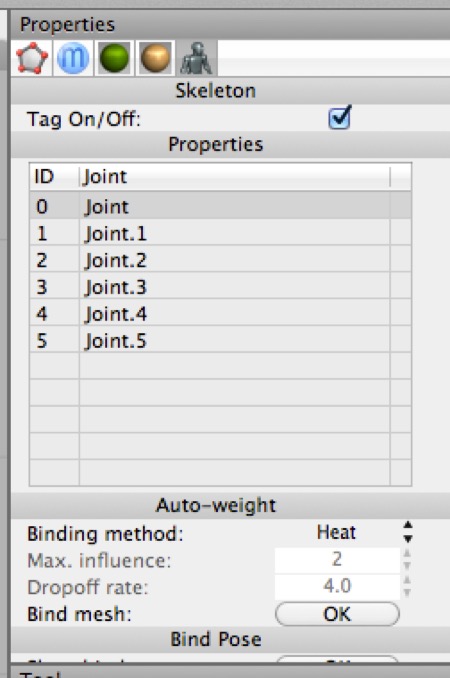 Properties
m
Skeleton
Tag On/Off:
Properties
ID Joint
0 Joint
1 Joint.1
2 Joint.2
3 Joint.3
4 Joint.4
5 Joint.5
Auto-weight
Binding method: Heat
Max. influence: 2
Dropoff rate: 4.0
Bind mesh: OK
Bind Pose